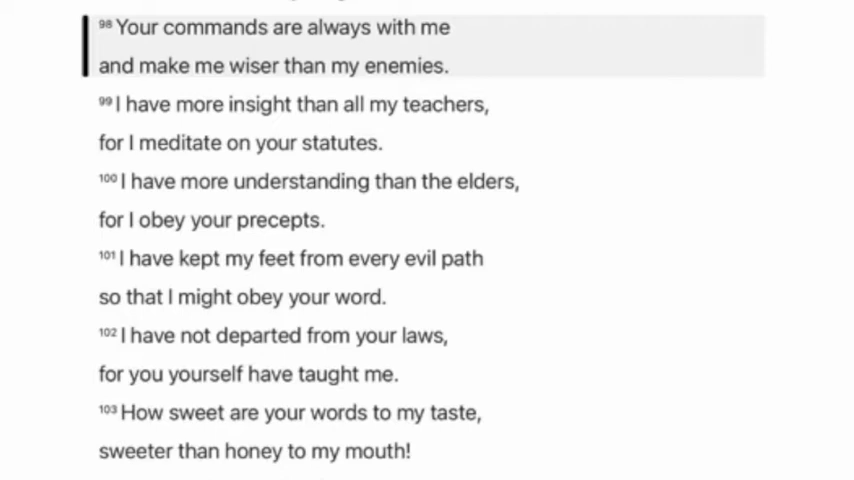 98 Your commands are always with me
and make me wiser than my enemies.
99 I have more insight than all my teachers,
for I meditate on your statutes.
100 I have more understanding than the elders,
for I obey your precepts.
101 I have kept my feet from every evil path
so that I might obey your word.
102 I have not departed from your laws,
for you yourself have taught me.
103 How sweet are your words to my taste,
sweeter than honey to my mouth!